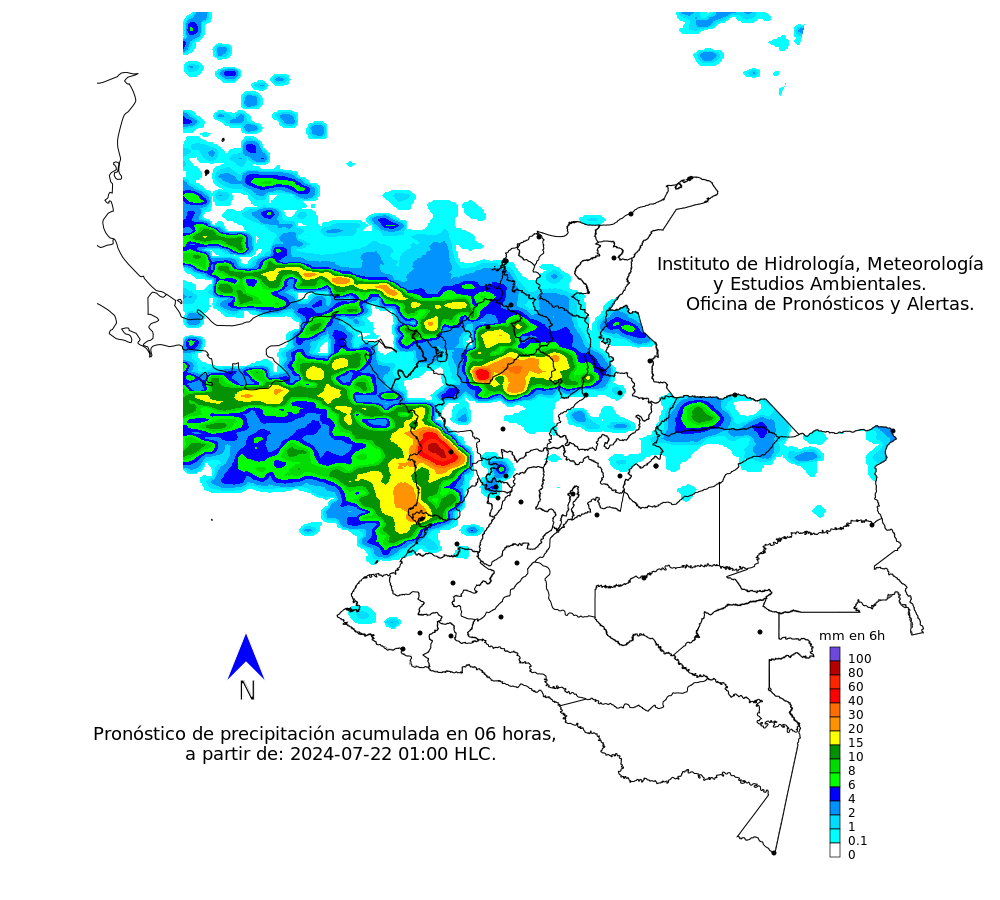 Instituto de Hidrología, Meteorología
y Estudios Ambientales.
Oficina de Pronósticos y Alertas.
mm en 6h
100
80
60
40
30
20
15
10
8
6
4
2
1
0.1
0
N
Pronóstico de precipitación acumulada en 06 horas,
a partir de: 2024-07-22 01:00 HLC.